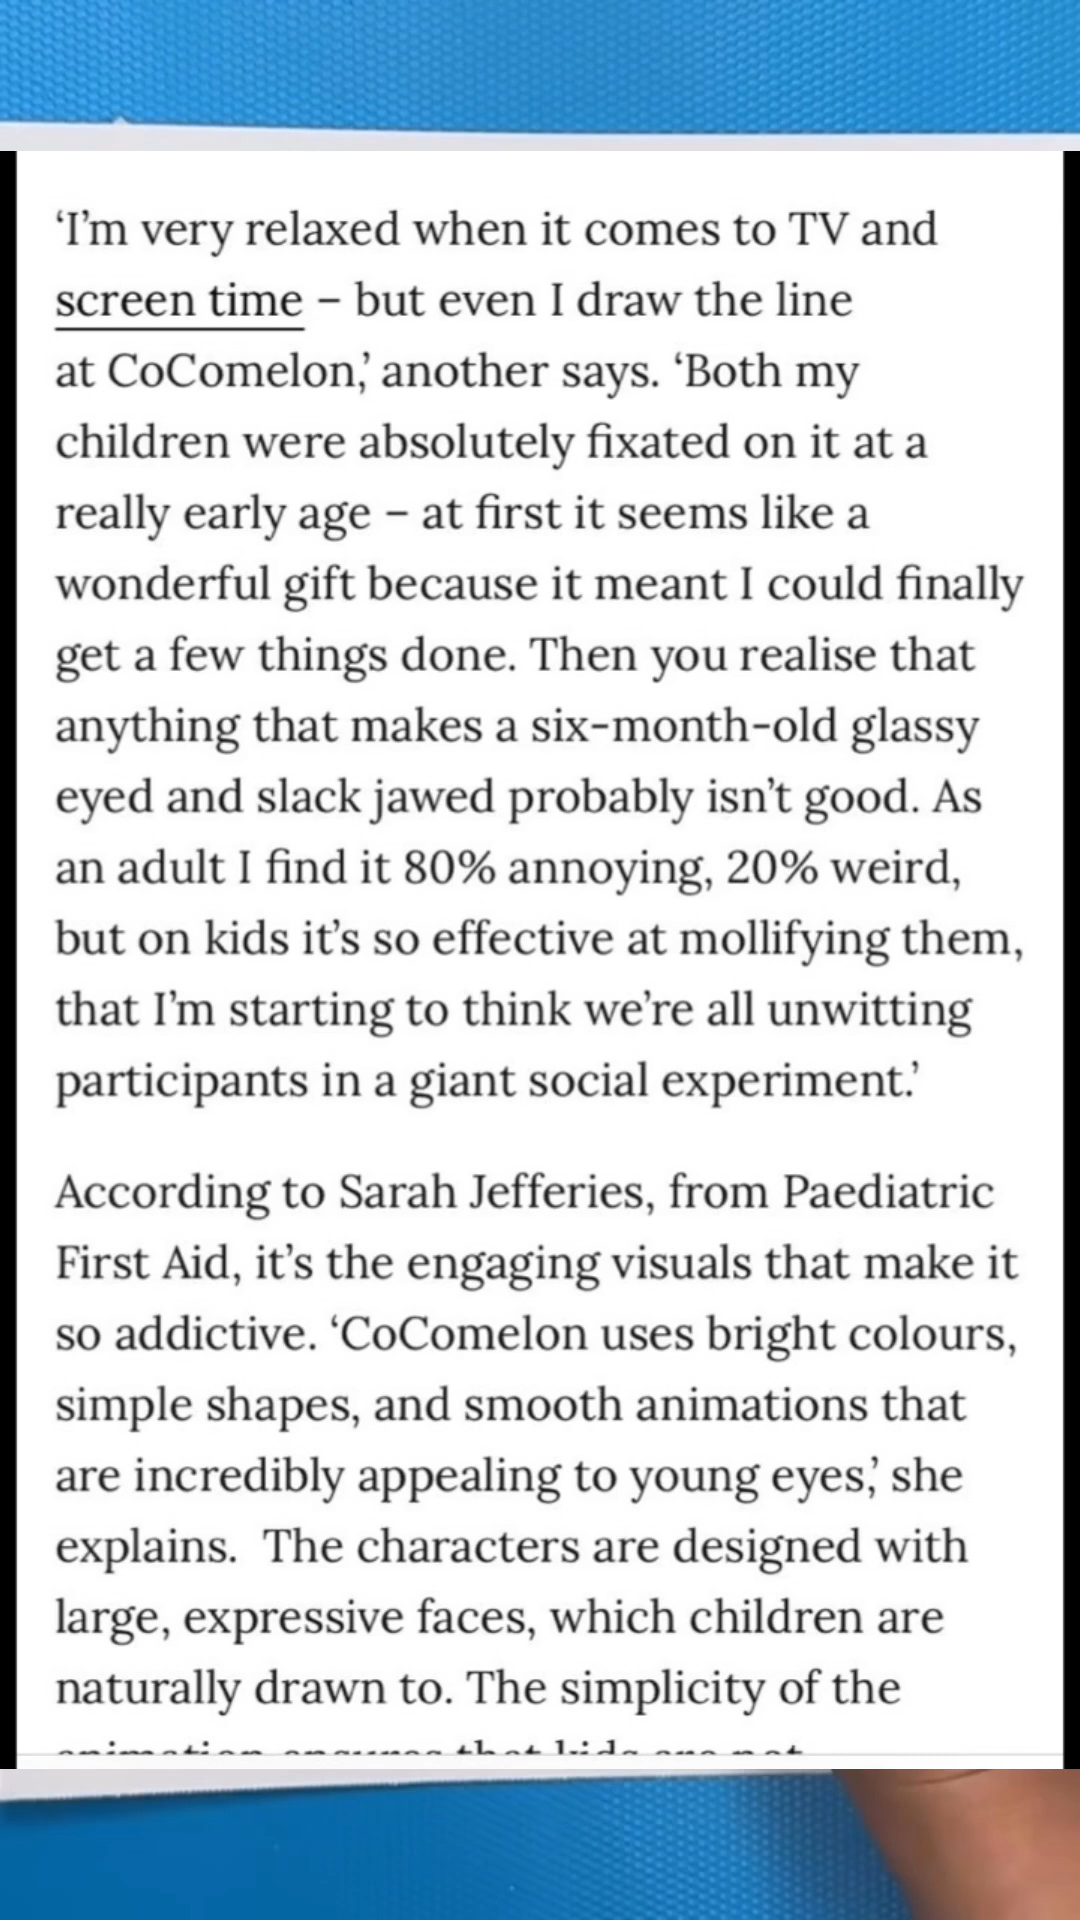 ‘I’m very relaxed when it comes to TV and
screen time – but even I draw the line
at CoComelon,’ another says. ‘Both my
children were absolutely fixated on it at a
really early age – at first it seems like a
wonderful gift because it meant I could finally
get a few things done. Then you realise that
anything that makes a six-month-old glassy
eyed and slack jawed probably isn’t good. As
an adult I find it 80% annoying, 20% weird,
but on kids it’s so effective at mollifying them,
that I’m starting to think we’re all unwitting
participants in a giant social experiment.’
According to Sarah Jefferies, from Paediatric
First Aid, it’s the engaging visuals that make it
so addictive. ‘CoComelon uses bright colours,
simple shapes, and smooth animations that
are incredibly appealing to young eyes,’ she
explains.  The characters are designed with
large, expressive faces, which children are
naturally drawn to. The simplicity of the
animation ensures that kids are not